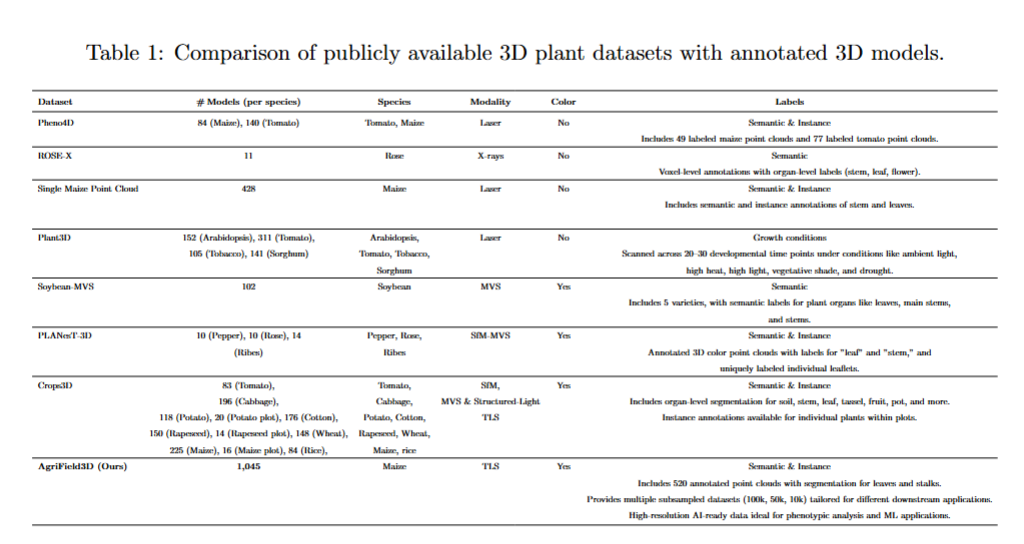 Table 1: Comparison of publicly available 3D plant datasets with annotated 3D models.
Dataset # Models (per species) Species Modality Color Labels
Pheno4D 84 (Maize), 140 (Tomato) Tomato, Maize Laser No Semantic & Instance
Includes 49 labeled maize point clouds and 77 labeled tomato point clouds.
ROSE-X 11 Rose X-rays No Semantic
Voxel-level annotations with organ-level labels (stem, leaf, flower).
Single Maize Point Cloud 428 Maize Laser No Semantic & Instance
Includes semantic and instance annotations of stem and leaves.
Plant3D 152 (Arabidopsis), 311 (Tomato), Arabidopsis, Laser No Growth conditions
105 (Tobacco), 141 (Sorghum) Tomato, Tobacco, Scanned across 20–30 developmental time points under conditions like ambient light,
Sorghum high heat, high light, vegetative shade, and drought.
Soybean-MVS 102 Soybean MVS Yes Semantic
Includes 5 varieties, with semantic labels for plant organs like leaves, main stems,
and stems.
PLANesT-3D 10 (Pepper), 10 (Rose), 14 Pepper, Rose, SfM-MVS Yes Semantic & Instance
(Ribes) Ribes Annotated 3D color point clouds with labels for "leaf" and "stem," and
uniquely labeled individual leaflets.
Crops3D 83 (Tomato), Tomato, SfM, Yes Semantic & Instance
196 (Cabbage), Cabbage, MVS & Structured-Light Includes organ-level segmentation for soil, stem, leaf, tassel, fruit, pot, and more.
118 (Potato), 20 (Potato plot), 176 (Cotton), Potato, Cotton, TLS Instance annotations available for individual plants within plots.
150 (Rapeseed), 14 (Rapeseed plot), 148 (Wheat), Rapeseed, Wheat,
225 (Maize), 16 (Maize plot), 84 (Rice), Maize, rice
AgriField3D (Ours) 1,045 Maize TLS Yes Semantic & Instance
Includes 520 annotated point clouds with segmentation for leaves and stalks.
Provides multiple subsampled datasets (100k, 50k, 10k) tailored for different downstream applications.
High-resolution AI-ready data ideal for phenotypic analysis and ML applications.